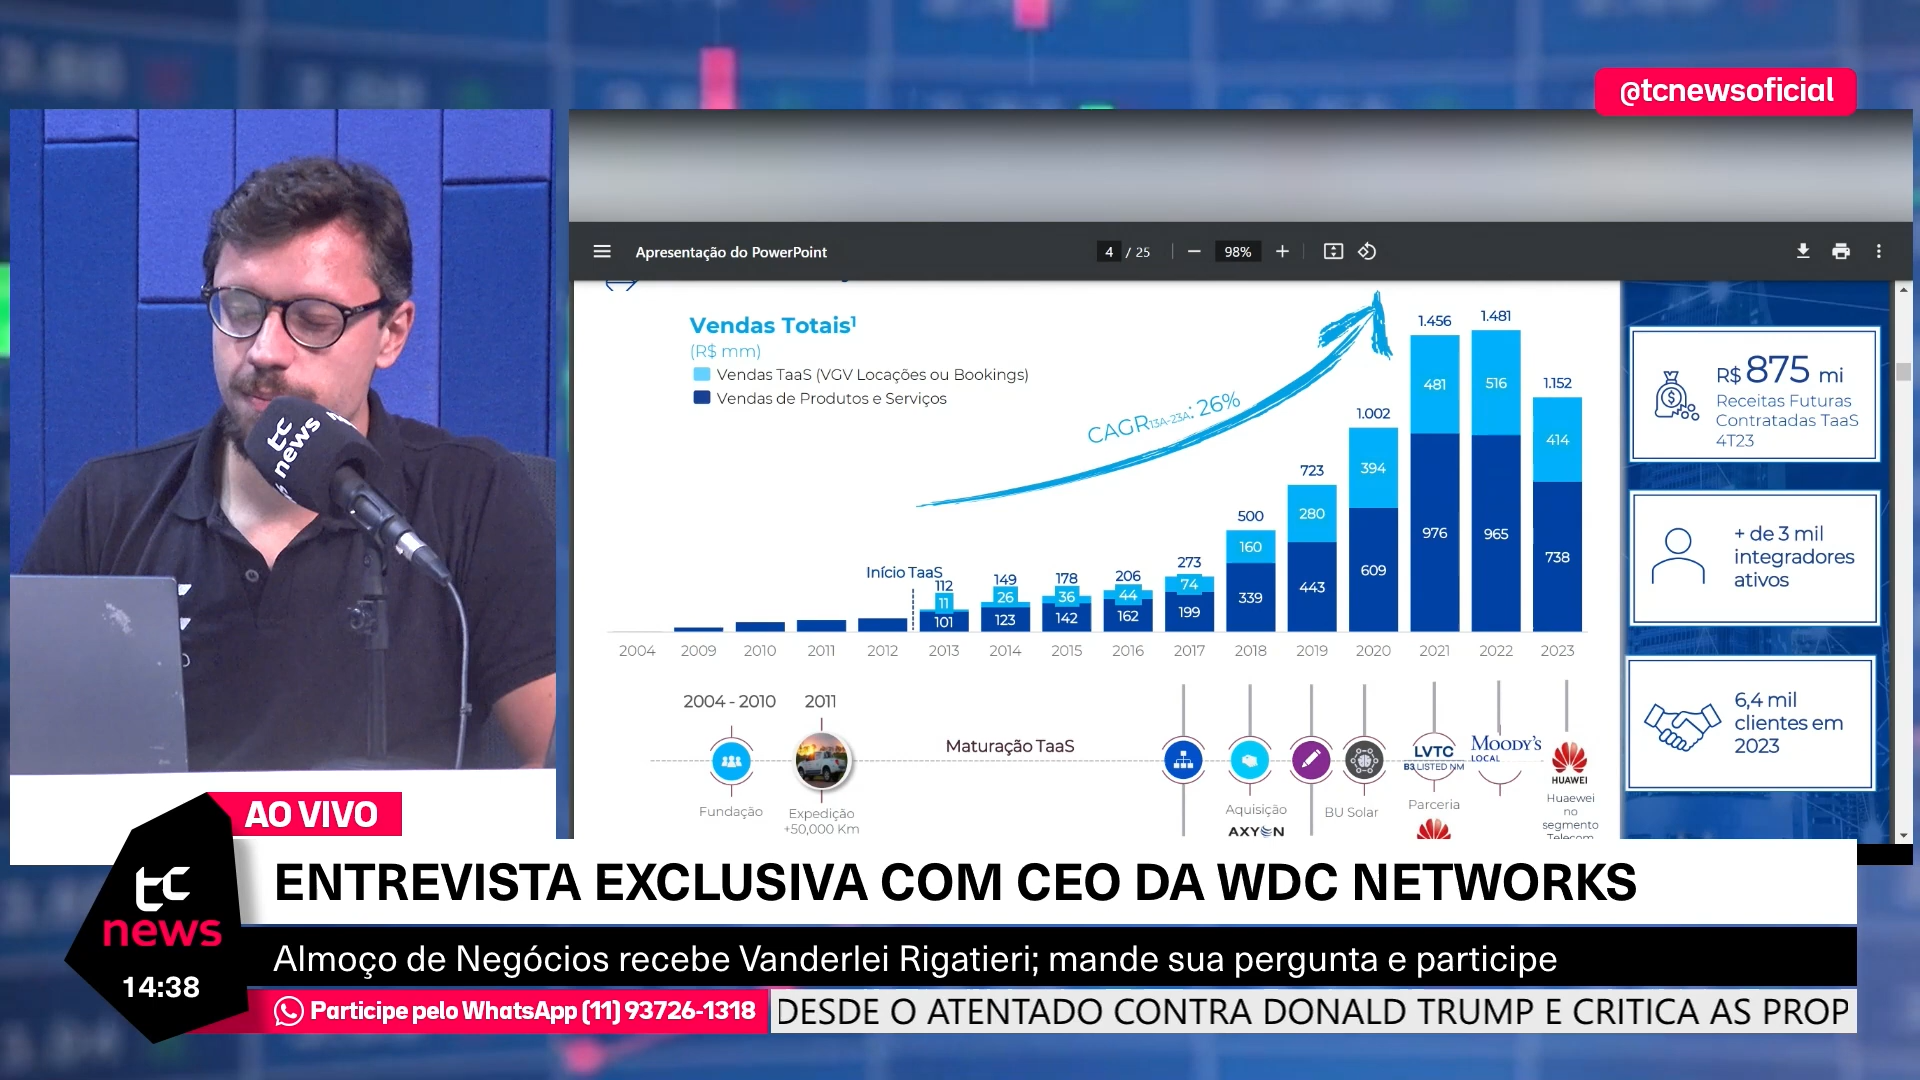 @tcnewsoficial
Apresentação do PowerPoint
4 / 25
98%
Vendas Totais¹
(R$ mm)
Vendas TaaS (VGV Locações ou Bookings)
Vendas de Produtos e Serviços
CAGR13A-23A: 26%
Início TaaS
112
149
178
206
273
500
723
1.002
1.456
1.481
1.152
11
26
36
44
74
160
280
394
481
516
414
101
123
142
162
199
339
443
609
976
965
738
2004 2009 2010 2011 2012 2013 2014 2015 2016 2017 2018 2019 2020 2021 2022 2023
2004 - 2010
2011
Maturação TaaS
Fundação
Expedição
+50,000 Km
Aquisição
AXYON
BU Solar
LVTC
B3 LISTED NM
Parceria
MOODY'S
LOCAL
HUAWEI
Huaewei
no
segmento
Telecom
R$ 875 mi
Receitas Futuras
Contratadas TaaS
4T23
+ de 3 mil
integradores
ativos
6,4 mil
clientes em
2023
tc
news
AO VIVO
ENTREVISTA EXCLUSIVA COM CEO DA WDC NETWORKS
Almoço de Negócios recebe Vanderlei Rigatieri; mande sua pergunta e participe
tc
news
14:38
Participe pelo WhatsApp (11) 93726-1318
DESDE O ATENTADO CONTRA DONALD TRUMP E CRITICA AS PROP